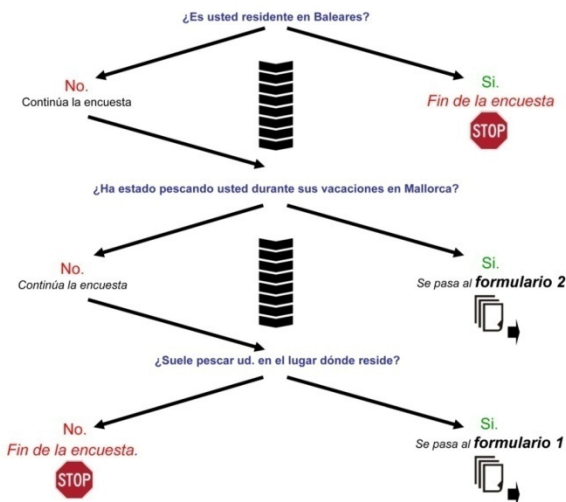 ¿Es usted residente en Baleares?
No.
Continúa la encuesta
Si.
Fin de la encuesta
STOP
¿Ha estado pescando usted durante sus vacaciones en Mallorca?
No.
Continúa la encuesta
Si.
Se pasa al formulario 2
¿Suele pescar ud. en el lugar dónde reside?
No.
Fin de la encuesta.
STOP
Si.
Se pasa al formulario 1